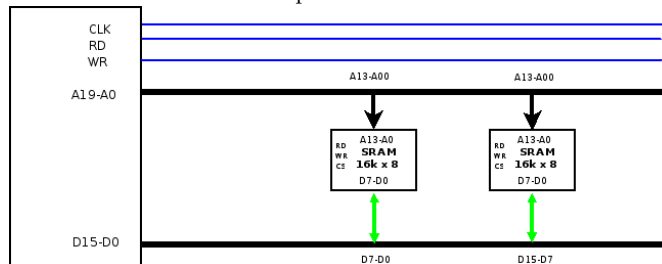 CLK
RD
WR
A19-A0
A13-A00
A13-A00
RD
WR
CS
A13-A0
SRAM
16k x 8
D7-D0
RD
WR
CS
A13-A0
SRAM
16k x 8
D7-D0
D15-D0
D7-D0
D15-D7